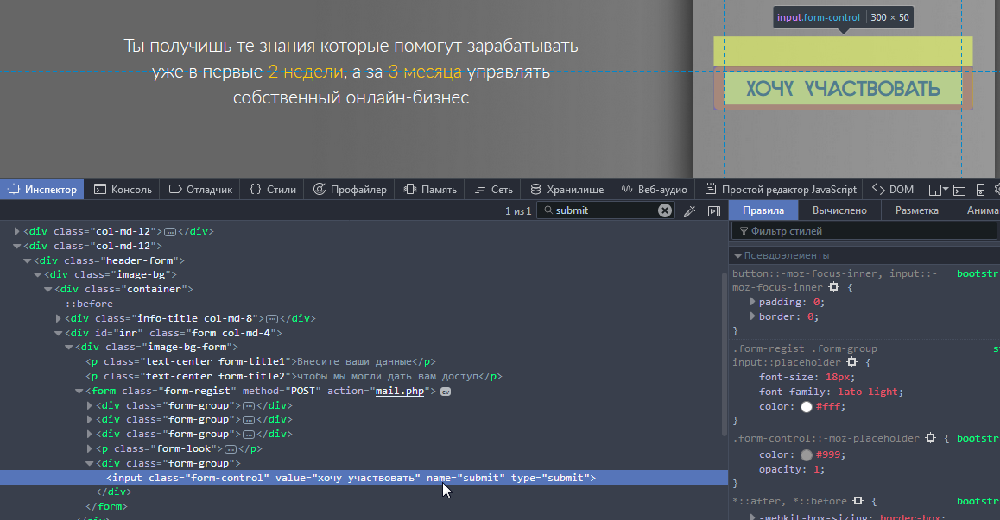 input.form-control 300 × 50
Ты получишь те знания которые помогут зарабатывать
уже в первые 2 недели, а за 3 месяца управлять
собственный онлайн-бизнес
ХОЧУ УЧАСТВОВАТЬ
Инспектор Консоль Отладчик {} Стили Профайлер Память Сеть Хранилище Веб-аудио Простой редактор JavaScript DOM
1 из 1 submit
Правила Вычислено Разметка Анима
Фильтр стилей
<div class="col-md-12"></div>
<div class="col-md-12">
<div class="header-form">
<div class="image-bg">
<div class="container">
::before
<div class="info-title col-md-8"></div>
<div id="inr" class="form col-md-4">
<div class="image-bg-form">
<p class="text-center form-title1">Внесите ваши данные</p>
<p class="text-center form-title2">чтобы мы могли дать вам доступ</p>
<form class="form-regist" method="POST" action="mail.php"> ev
<div class="form-group"></div>
<div class="form-group"></div>
<div class="form-group"></div>
<p class="form-look"></p>
<div class="form-group">
<input class="form-control" value="хочу участвовать" name="submit" type="submit">
</div>
</form>
</div>
Псевдоэлементы
button::-moz-focus-inner, input::- bootstr
moz-focus-inner {
padding: 0;
border: 0;
}
.form-regist .form-group s
input::placeholder {
font-size: 18px;
font-family: lato-light;
color: #fff;
}
.form-control::-moz-placeholder { bootstr
color: #999;
opacity: 1;
}
*::after, *::before { bootstr
-webkit-box-sizing: border-box;